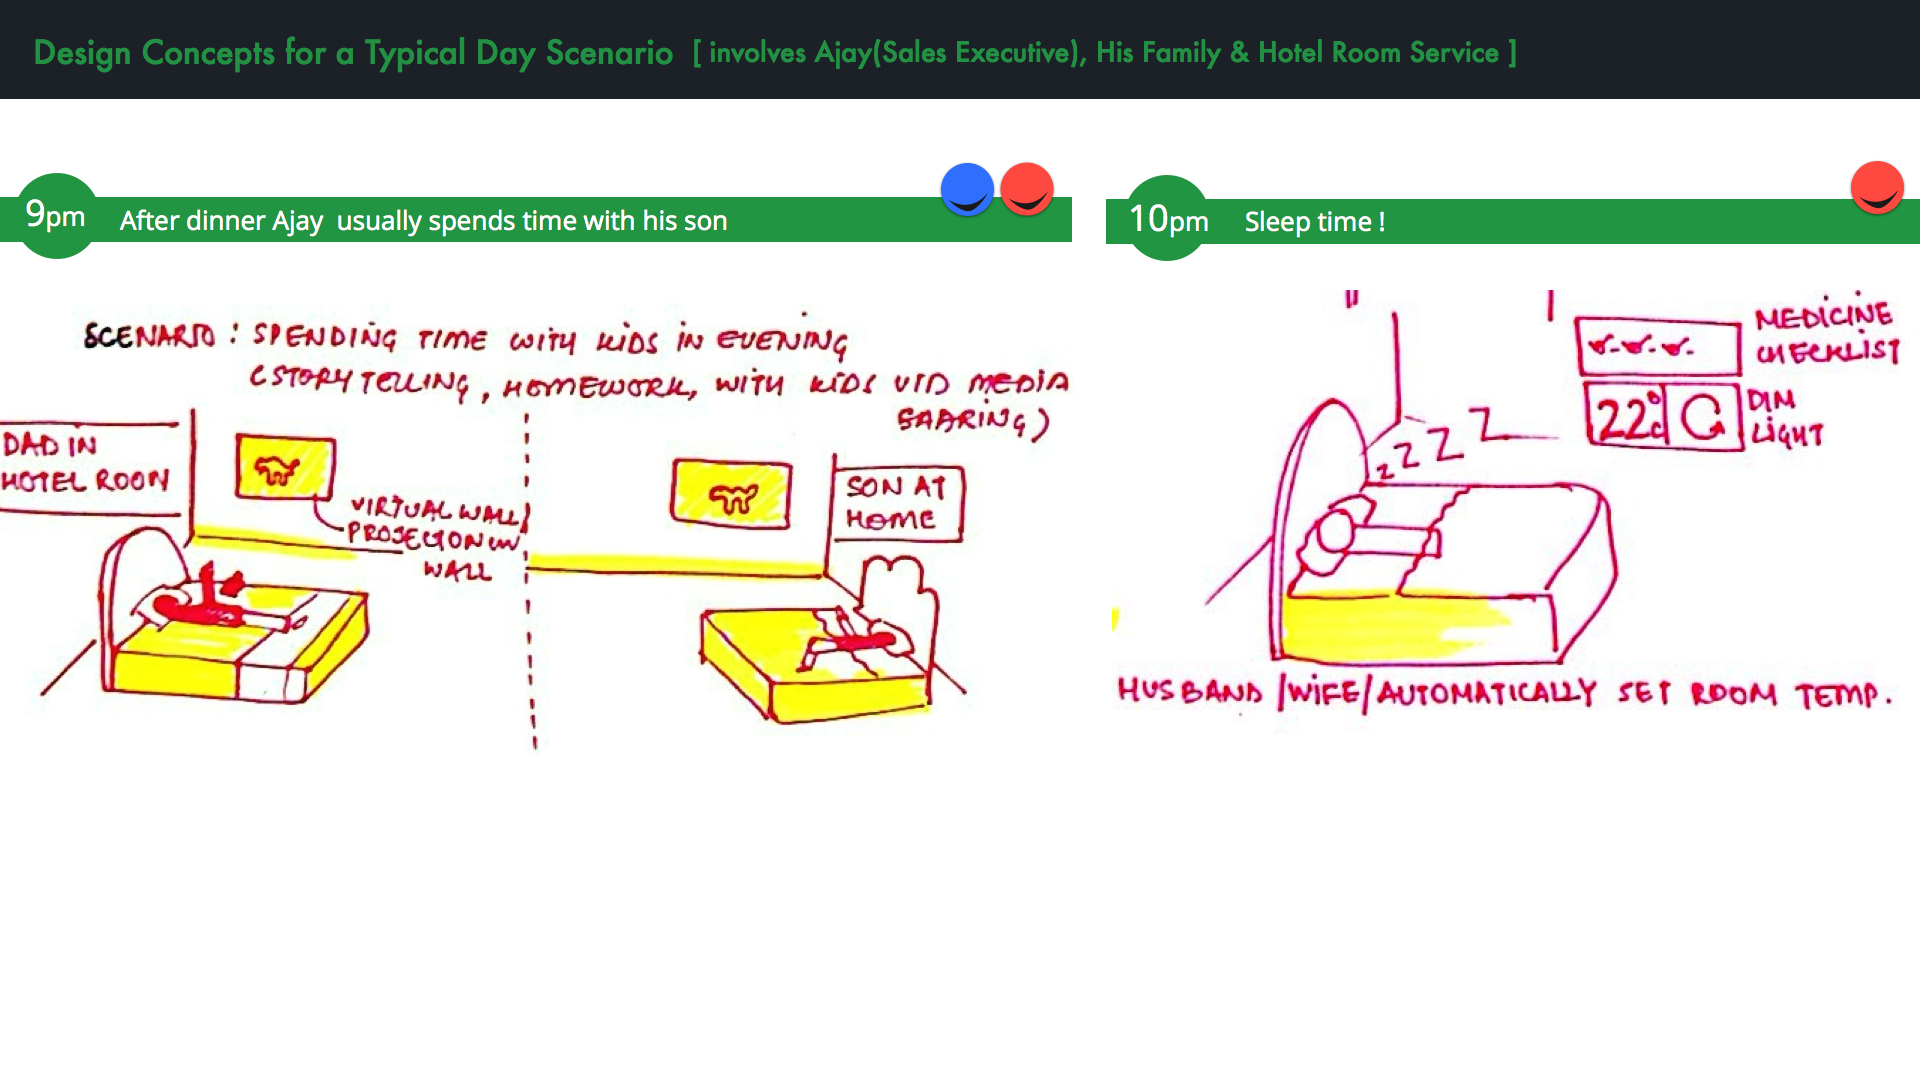 Design Concepts for a Typical Day Scenario [ involves Ajay(Sales Executive), His Family & Hotel Room Service ]
9pm After dinner Ajay usually spends time with his son
SCENARIO : SPENDING TIME WITH KIDS IN EVENING
(STORY TELLING, HOMEWORK, WITH KIDS VIA MEDIA
SHARING)
DAD IN
HOTEL ROOM
VIRTUAL WALL/
PROJECTION ON
WALL
SON AT
HOME
10pm Sleep time !
MEDICINE
CHECKLIST
22°C
DIM
LIGHT
z z Z Z
HUSBAND/WIFE/AUTOMATICALLY SET ROOM TEMP.